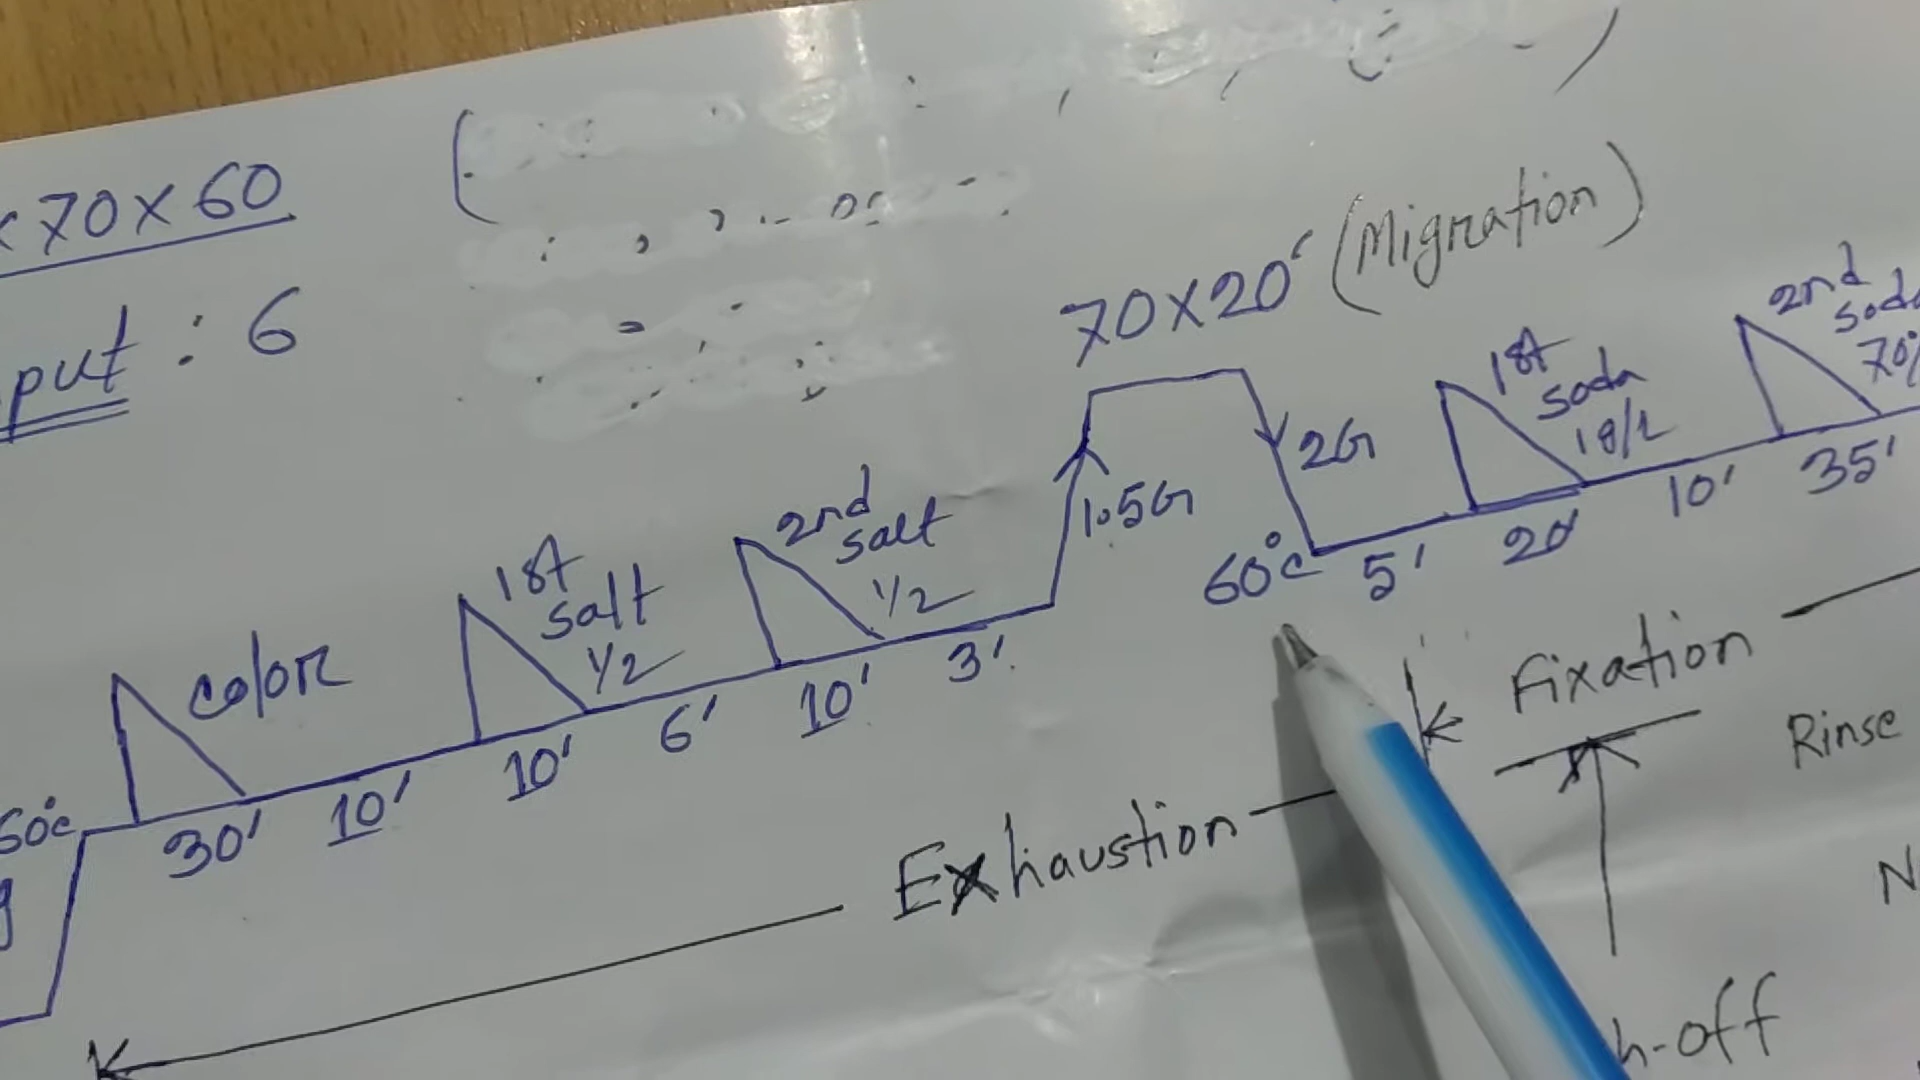 70×60
put : 6
70×20' (Migration)
2nd
1st
soda
70%
Soda
1g/L
2G
1.5G
10'
35'
2nd
salt
1/2
60°c
5'
20'
1st
salt
1/2
3'
color
10'
6'
10'
60°c
30'
10'
Fixation
Rinse
Exhaustion
N
h-off